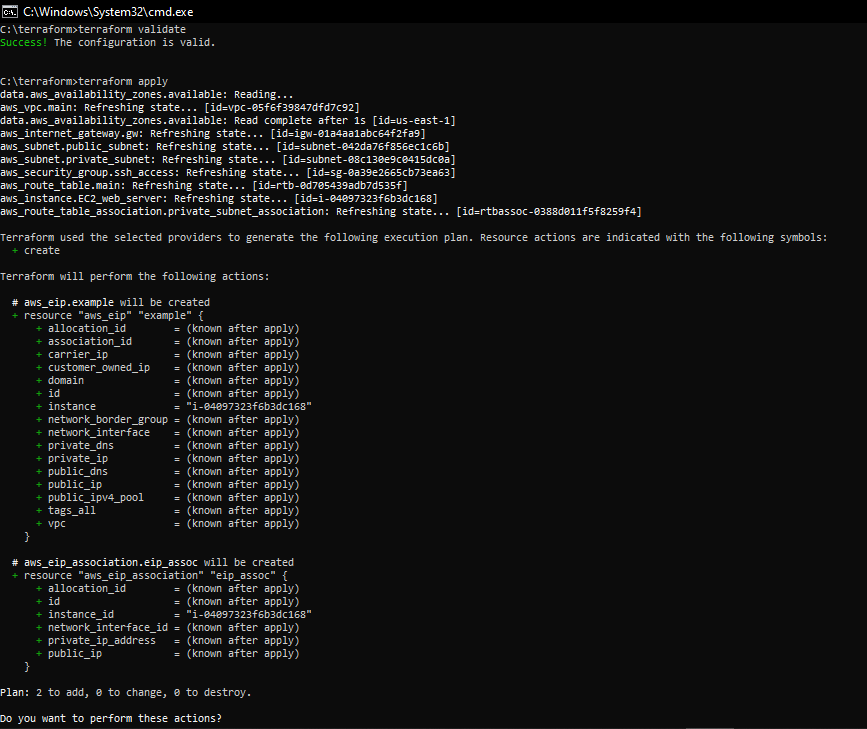 C:\Windows\System32\cmd.exe
C:\terraform>terraform validate
Success! The configuration is valid.
C:\terraform>terraform apply
data.aws_availability_zones.available: Reading...
aws_vpc.main: Refreshing state... [id=vpc-05f6f39847dfd7c92]
data.aws_availability_zones.available: Read complete after 1s [id=us-east-1]
aws_internet_gateway.gw: Refreshing state... [id=igw-01a4aa1abc64f2fa9]
aws_subnet.public_subnet: Refreshing state... [id=subnet-042da76f856ec1c6b]
aws_subnet.private_subnet: Refreshing state... [id=subnet-08c130e9c0415dc0a]
aws_security_group.ssh_access: Refreshing state... [id=sg-0a39e2665cb73ea63]
aws_route_table.main: Refreshing state... [id=rtb-0d705439adb7d535f]
aws_instance.EC2_web_server: Refreshing state... [id=i-04097323f6b3dc168]
aws_route_table_association.private_subnet_association: Refreshing state... [id=rtbassoc-0388d011f5f8259f4]
Terraform used the selected providers to generate the following execution plan. Resource actions are indicated with the following symbols:
+ create
Terraform will perform the following actions:
# aws_eip.example will be created
+ resource "aws_eip" "example" {
+ allocation_id = (known after apply)
+ association_id = (known after apply)
+ carrier_ip = (known after apply)
+ customer_owned_ip = (known after apply)
+ domain = (known after apply)
+ id = (known after apply)
+ instance = "i-04097323f6b3dc168"
+ network_border_group = (known after apply)
+ network_interface = (known after apply)
+ private_dns = (known after apply)
+ private_ip = (known after apply)
+ public_dns = (known after apply)
+ public_ip = (known after apply)
+ public_ipv4_pool = (known after apply)
+ tags_all = (known after apply)
+ vpc = (known after apply)
}
# aws_eip_association.eip_assoc will be created
+ resource "aws_eip_association" "eip_assoc" {
+ allocation_id = (known after apply)
+ id = (known after apply)
+ instance_id = "i-04097323f6b3dc168"
+ network_interface_id = (known after apply)
+ private_ip_address = (known after apply)
+ public_ip = (known after apply)
}
Plan: 2 to add, 0 to change, 0 to destroy.
Do you want to perform these actions?